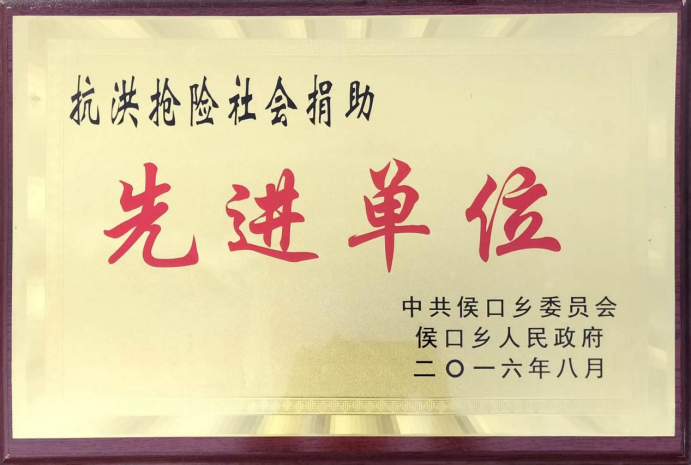 抗洪抢险社会捐助
先进单位
中共侯口乡委员会
侯口乡人民政府
二〇一六年八月